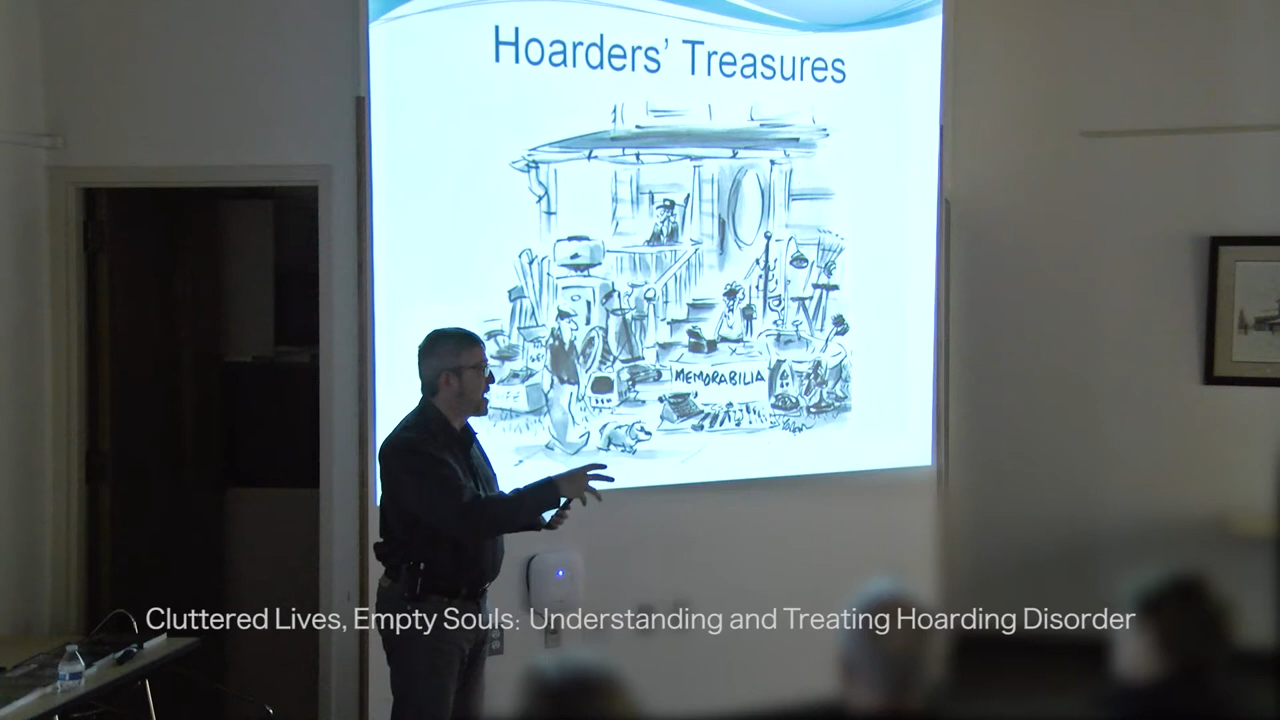 Hoarders’ Treasures
MEMORABILIA
Cluttered Lives, Empty Souls: Understanding and Treating Hoarding Disorder